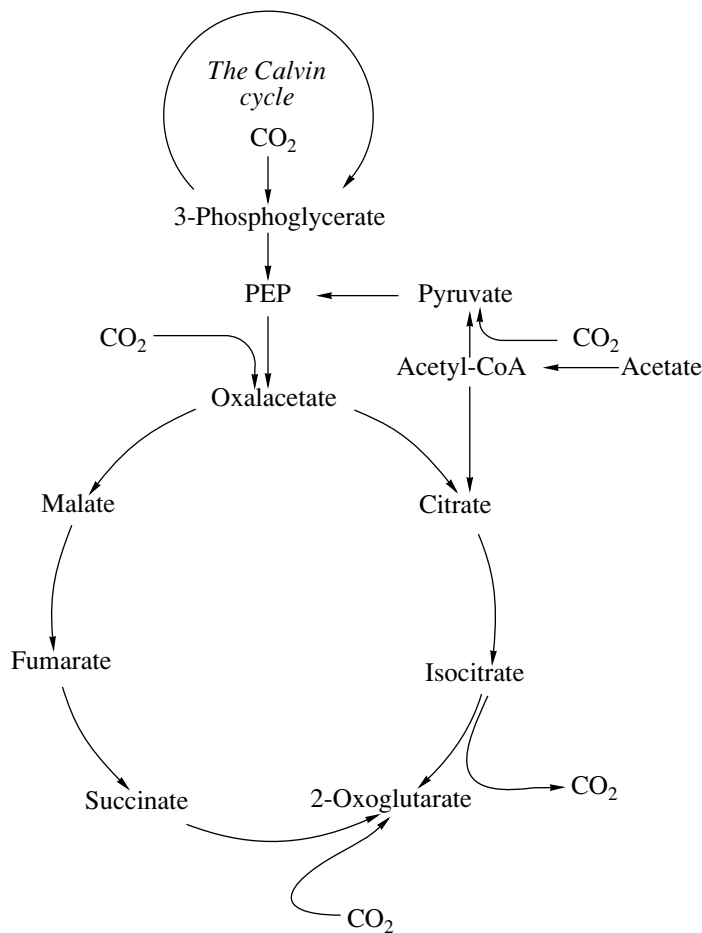 The Calvin
cycle
CO₂
3-Phosphoglycerate
PEP
Pyruvate
CO₂
CO₂
Acetyl-CoA
Acetate
Oxalacetate
Malate
Citrate
Fumarate
Isocitrate
Succinate
2-Oxoglutarate
CO₂
CO₂